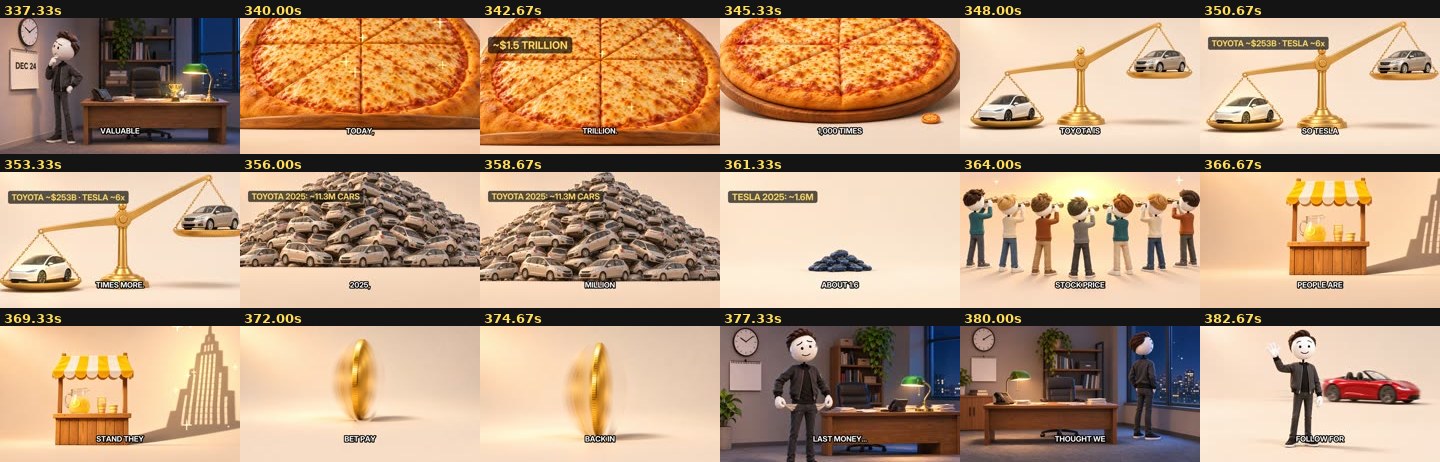 337.33s
340.00s
342.67s
345.33s
348.00s
350.67s
DEC 24
VALUABLE
TODAY,
~$1.5 TRILLION
TRILLION.
1,000 TIMES
TOYOTA IS
TOYOTA ~$253B · TESLA ~6x
SO TESLA
353.33s
356.00s
358.67s
361.33s
364.00s
366.67s
TOYOTA ~$253B · TESLA ~6x
TIMES MORE.
TOYOTA 2025: ~11.3M CARS
2025,
TOYOTA 2025: ~11.3M CARS
MILLION
TESLA 2025: ~1.6M
ABOUT 1.6
STOCK PRICE
PEOPLE ARE
369.33s
372.00s
374.67s
377.33s
380.00s
382.67s
STAND THEY
BET PAY
BACK IN
LAST MONEY...
THOUGHT WE
FOLLOW FOR